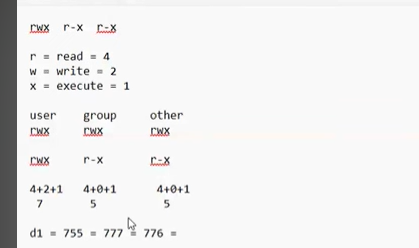 rwx r-x r-x
r = read = 4
w = write = 2
x = execute = 1
user group other
rwx rwx rwx
rwx r-x r-x
4+2+1 4+0+1 4+0+1
7 5 5
d1 = 755 = 777 = 776 =